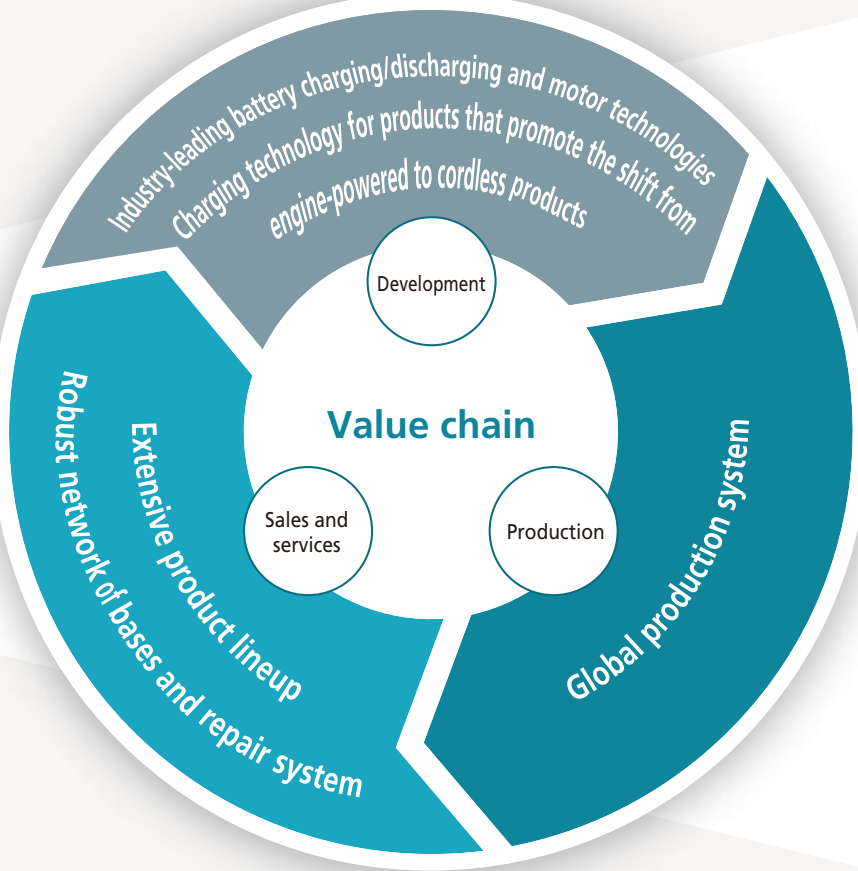 Industry-leading battery charging/discharging and motor technologies
Charging technology for products that promote the shift from
engine-powered to cordless products
Development
Value chain
Sales and
services
Production
Extensive product lineup
Robust network of bases and repair system
Global production system